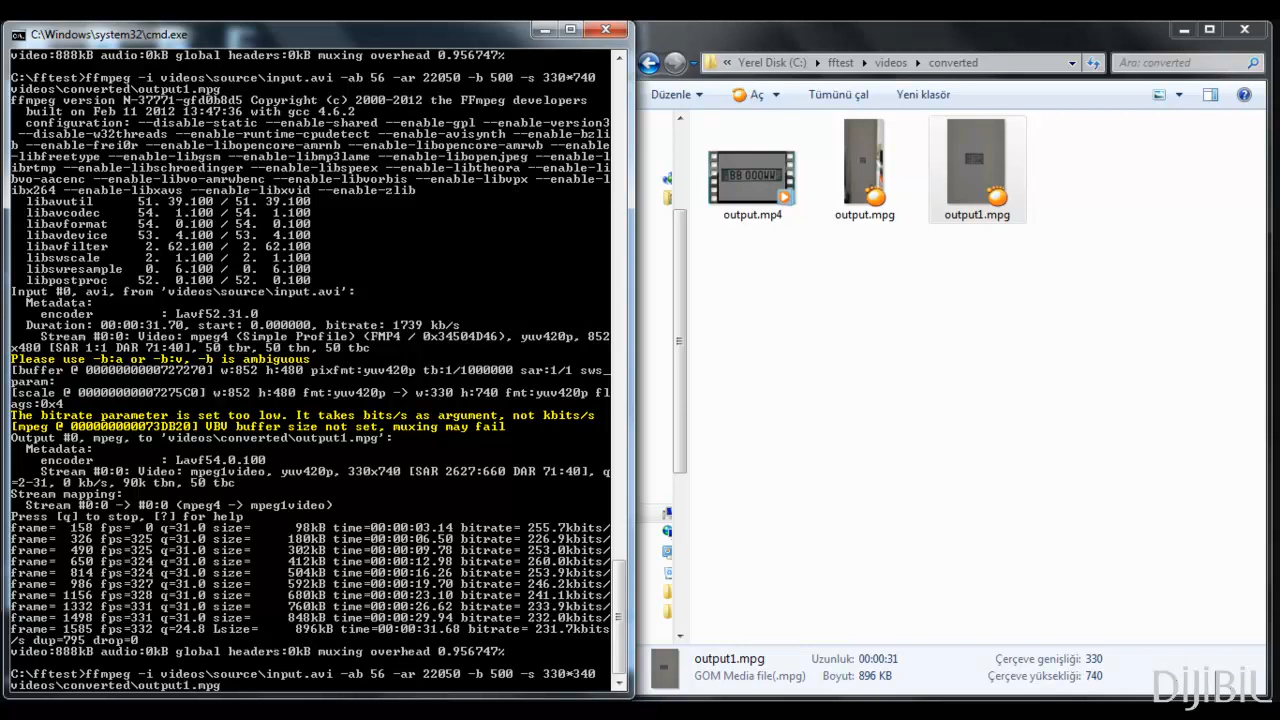 C:\Windows\system32\cmd.exe
video:888kB audio:0kB global headers:0kB muxing overhead 0.956747%
C:\fftest>ffmpeg -i videos\source\input.avi -ab 56 -ar 22050 -b 500 -s 330*740
videos\converted\output1.mpg
ffmpeg version N-37771-gfd0b8d5 Copyright (c) 2000-2012 the FFmpeg developers
built on Feb 11 2012 13:47:36 with gcc 4.6.2
configuration: --disable-static --enable-shared --enable-gpl --enable-version3
--disable-w32threads --enable-runtime-cpudetect --enable-avisynth --enable-bzli
b --enable-frei0r --enable-libopencore-amrnb --enable-libopencore-amrwb --enable
-libfreetype --enable-libgsm --enable-libmp3lame --enable-libopenjpeg --enable-l
ibrtmp --enable-libschroedinger --enable-libspeex --enable-libtheora --enable-li
bvo-aacenc --enable-libvo-amrwbenc --enable-libvorbis --enable-libvpx --enable-l
ibx264 --enable-libxavs --enable-libxvid --enable-zlib
libavutil 51. 39.100 / 51. 39.100
libavcodec 54. 1.100 / 54. 1.100
libavformat 54. 0.100 / 54. 0.100
libavdevice 53. 4.100 / 53. 4.100
libavfilter 2. 62.100 / 2. 62.100
libswscale 2. 1.100 / 2. 1.100
libswresample 0. 6.100 / 0. 6.100
libpostproc 52. 0.100 / 52. 0.100
Input #0, avi, from 'videos\source\input.avi':
Metadata:
encoder : Lavf52.31.0
Duration: 00:00:31.70, start: 0.000000, bitrate: 1739 kb/s
Stream #0:0: Video: mpeg4 (Simple Profile) (FMP4 / 0x34504D46), yuv420p, 852
x480 [SAR 1:1 DAR 71:40], 50 tbr, 50 tbn, 50 tbc
Please use -b:a or -b:v, -b is ambiguous
[buffer @ 0000000000727270] w:852 h:480 pixfmt:yuv420p tb:1/1000000 sar:1/1 sws_
param:
[scale @ 00000000007275C0] w:852 h:480 fmt:yuv420p -> w:330 h:740 fmt:yuv420p fl
ags:0x4
The bitrate parameter is set too low. It takes bits/s as argument, not kbits/s
[mpeg @ 000000000073DB20] VBV buffer size not set, muxing may fail
Output #0, mpeg, to 'videos\converted\output1.mpg':
Metadata:
encoder : Lavf54.0.100
Stream #0:0: Video: mpeg1video, yuv420p, 330x740 [SAR 2627:660 DAR 71:40], q
=2-31, 0 kb/s, 90k tbn, 50 tbc
Stream mapping:
Stream #0:0 -> #0:0 (mpeg4 -> mpeg1video)
Press [q] to stop, [?] for help
frame= 158 fps= 0 q=31.0 size= 98kB time=00:00:03.14 bitrate= 255.7kbits/
frame= 326 fps=325 q=31.0 size= 180kB time=00:00:06.50 bitrate= 226.9kbits/
frame= 490 fps=325 q=31.0 size= 302kB time=00:00:09.78 bitrate= 253.0kbits/
frame= 650 fps=324 q=31.0 size= 412kB time=00:00:12.98 bitrate= 260.0kbits/
frame= 814 fps=324 q=31.0 size= 504kB time=00:00:16.26 bitrate= 253.9kbits/
frame= 986 fps=327 q=31.0 size= 592kB time=00:00:19.70 bitrate= 246.2kbits/
frame= 1156 fps=328 q=31.0 size= 680kB time=00:00:23.10 bitrate= 241.1kbits/
frame= 1332 fps=331 q=31.0 size= 760kB time=00:00:26.62 bitrate= 233.9kbits/
frame= 1498 fps=331 q=31.0 size= 848kB time=00:00:29.94 bitrate= 232.0kbits/
frame= 1585 fps=332 q=24.8 Lsize= 896kB time=00:00:31.68 bitrate= 231.7kbits/
/s dup=795 drop=0
video:888kB audio:0kB global headers:0kB muxing overhead 0.956747%
C:\fftest>ffmpeg -i videos\source\input.avi -ab 56 -ar 22050 -b 500 -s 330*340
videos\converted\output1.mpg
« Yerel Disk (C:) fftest videos converted
Ara: converted
Düzenle Aç Tümünü çal Yeni klasör
output.mp4 output.mpg output1.mpg
output1.mpg Uzunluk: 00:00:31 Çerçeve genişliği: 330
GOM Media file(.mpg) Boyut: 896 KB Çerçeve yüksekliği: 740
DijiBil